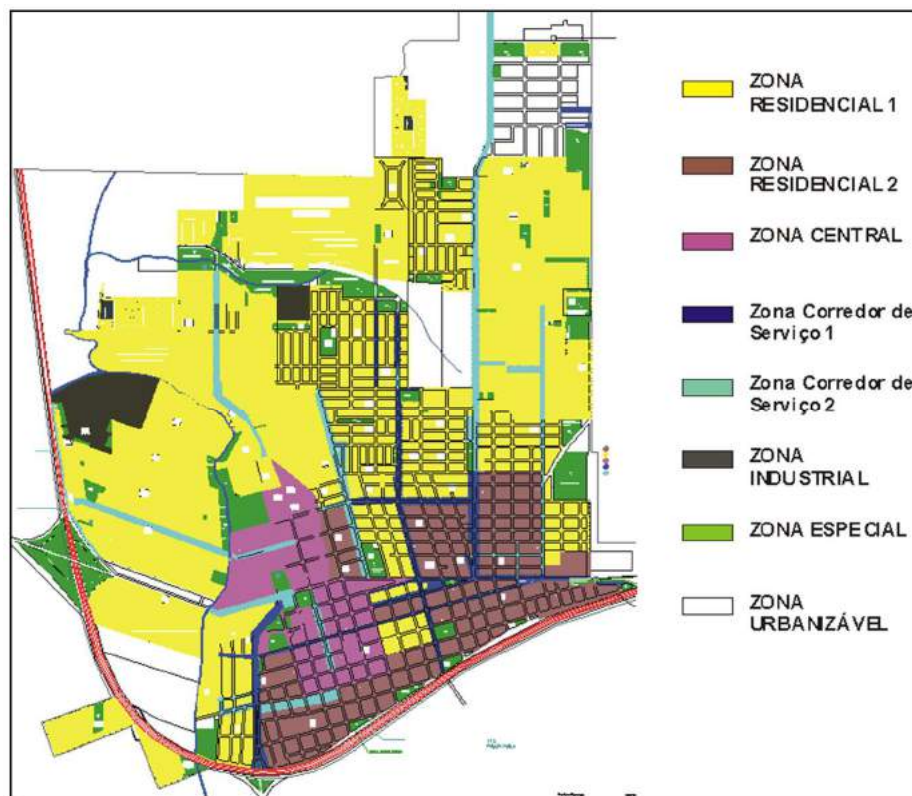 ZONA
RESIDENCIAL 1
ZONA
RESIDENCIAL 2
ZONA CENTRAL
Zona Corredor de
Serviço 1
Zona Corredor de
Serviço 2
ZONA
INDUSTRIAL
ZONA ESPECIAL
ZONA
URBANIZÁVEL